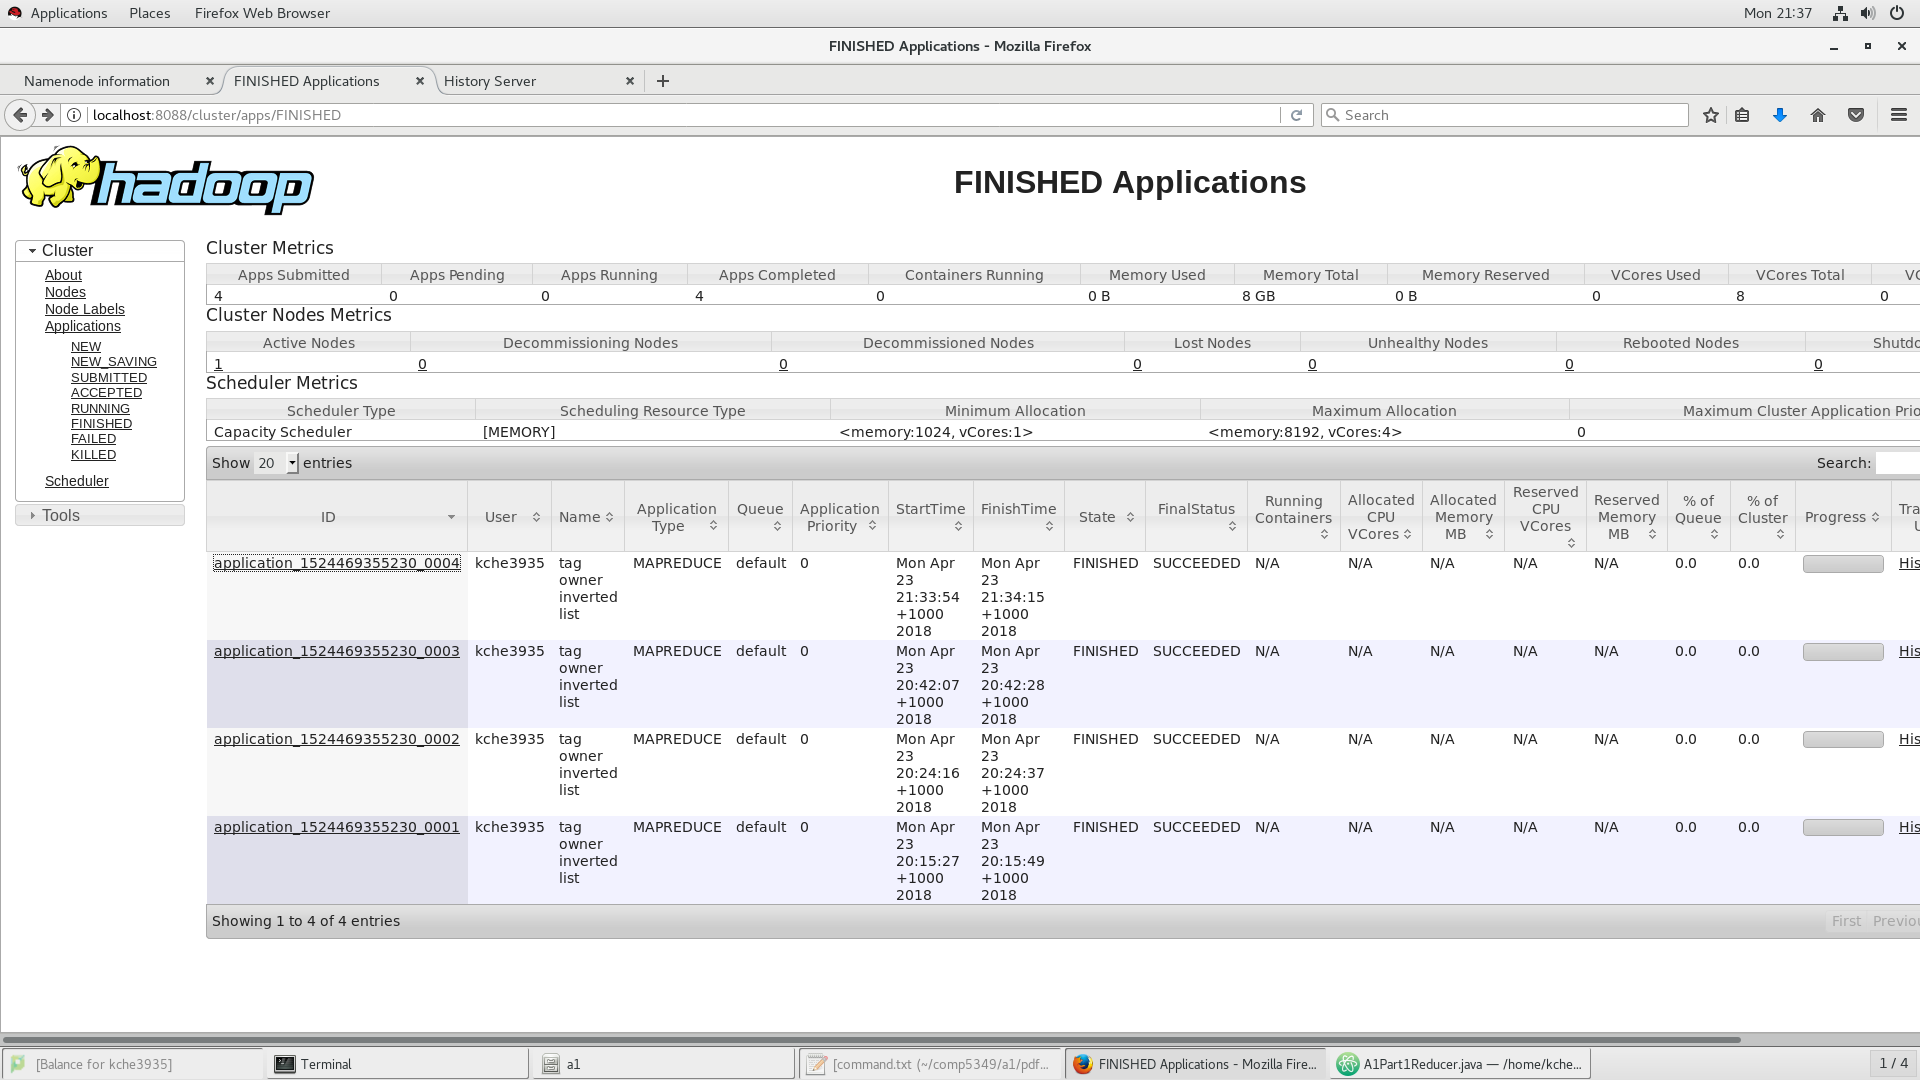 Applications Places Firefox Web Browser Mon 21:37
FINISHED Applications - Mozilla Firefox
Namenode information FINISHED Applications History Server
localhost:8088/cluster/apps/FINISHED Search
hadoop
FINISHED Applications
Cluster
About
Nodes
Node Labels
Applications
NEW
NEW_SAVING
SUBMITTED
ACCEPTED
RUNNING
FINISHED
FAILED
KILLED
Scheduler
Tools
Cluster Metrics
Apps Submitted Apps Pending Apps Running Apps Completed Containers Running Memory Used Memory Total Memory Reserved VCores Used VCores Total VC
4 0 0 4 0 0 B 8 GB 0 B 0 8 0
Cluster Nodes Metrics
Active Nodes Decommissioning Nodes Decommissioned Nodes Lost Nodes Unhealthy Nodes Rebooted Nodes Shutdo
1 0 0 0 0 0 0
Scheduler Metrics
Scheduler Type Scheduling Resource Type Minimum Allocation Maximum Allocation Maximum Cluster Application Prio
Capacity Scheduler [MEMORY] <memory:1024, vCores:1> <memory:8192, vCores:4> 0
Show 20 entries Search:
ID User Name Application Type Queue Application Priority StartTime FinishTime State FinalStatus Running Containers Allocated CPU VCores Allocated Memory MB Reserved CPU VCores Reserved Memory MB % of Queue % of Cluster Progress Tra
application_1524469355230_0004 kche3935 tag owner inverted list MAPREDUCE default 0 Mon Apr 23 21:33:54 +1000 2018 Mon Apr 23 21:34:15 +1000 2018 FINISHED SUCCEEDED N/A N/A N/A N/A N/A 0.0 0.0 His
application_1524469355230_0003 kche3935 tag owner inverted list MAPREDUCE default 0 Mon Apr 23 20:42:07 +1000 2018 Mon Apr 23 20:42:28 +1000 2018 FINISHED SUCCEEDED N/A N/A N/A N/A N/A 0.0 0.0 His
application_1524469355230_0002 kche3935 tag owner inverted list MAPREDUCE default 0 Mon Apr 23 20:24:16 +1000 2018 Mon Apr 23 20:24:37 +1000 2018 FINISHED SUCCEEDED N/A N/A N/A N/A N/A 0.0 0.0 His
application_1524469355230_0001 kche3935 tag owner inverted list MAPREDUCE default 0 Mon Apr 23 20:15:27 +1000 2018 Mon Apr 23 20:15:49 +1000 2018 FINISHED SUCCEEDED N/A N/A N/A N/A N/A 0.0 0.0 His
Showing 1 to 4 of 4 entries First Previou
[Balance for kche3935] Terminal a1 [command.txt (~/comp5349/a1/pdf... FINISHED Applications - Mozilla Fire... A1Part1Reducer.java — /home/kche... 1 / 4